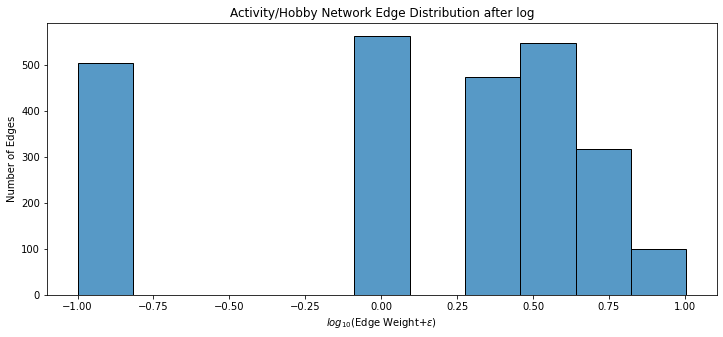 Activity/Hobby Network Edge Distribution after log
Number of Edges
500
400
300
200
100
0
−1.00 −0.75 −0.50 −0.25 0.00 0.25 0.50 0.75 1.00
log₁₀(Edge Weight+ε)